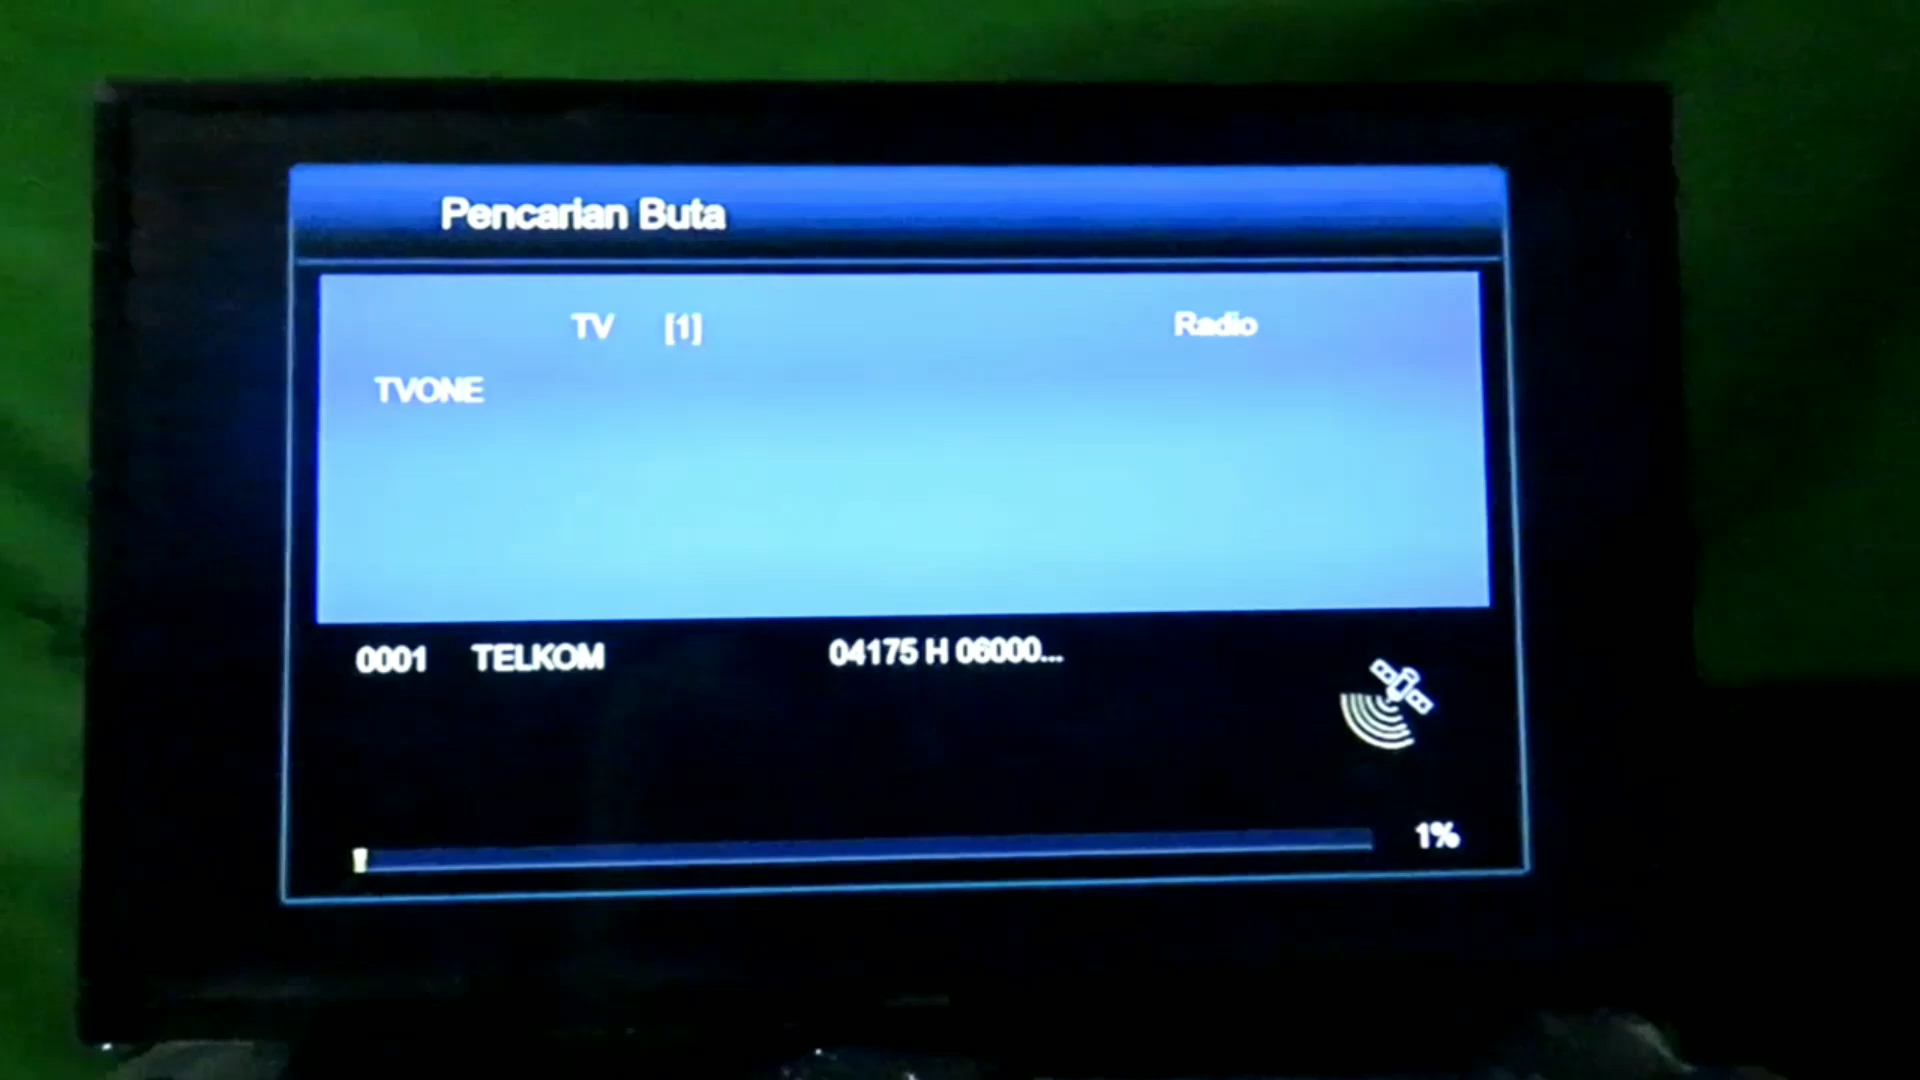 Pencarian Buta
TV [1] Radio
TVONE
0001 TELKOM 04175 H 06000...
1%